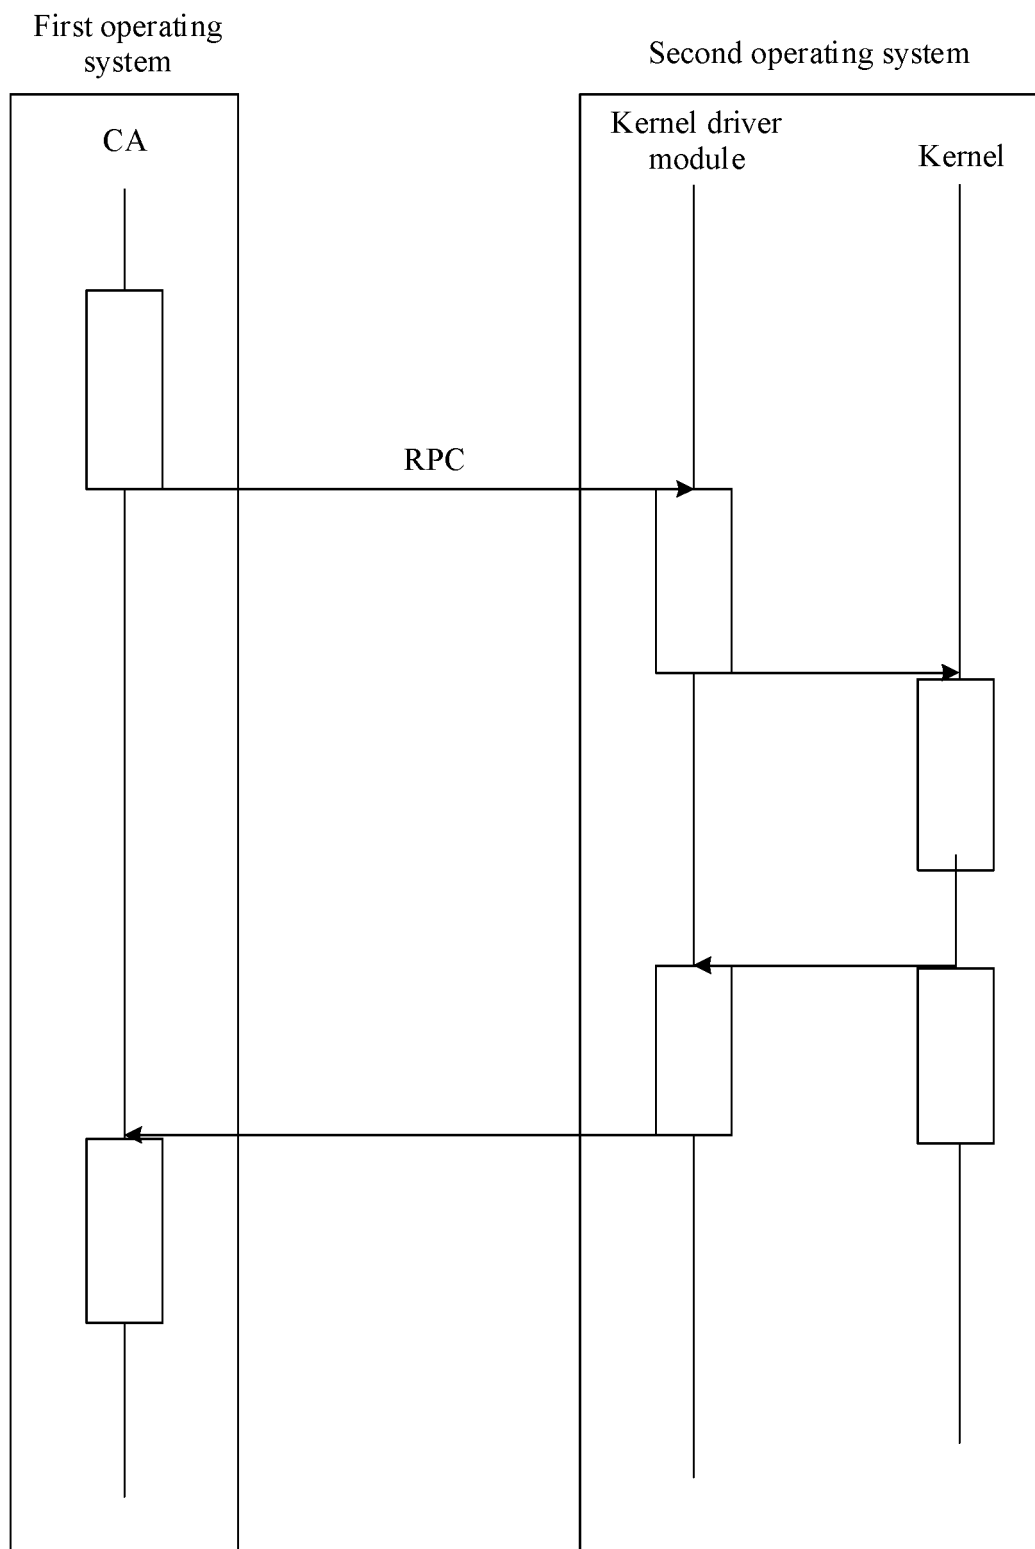 First operating
system
Second operating system
CA
Kernel driver
module
Kernel
RPC